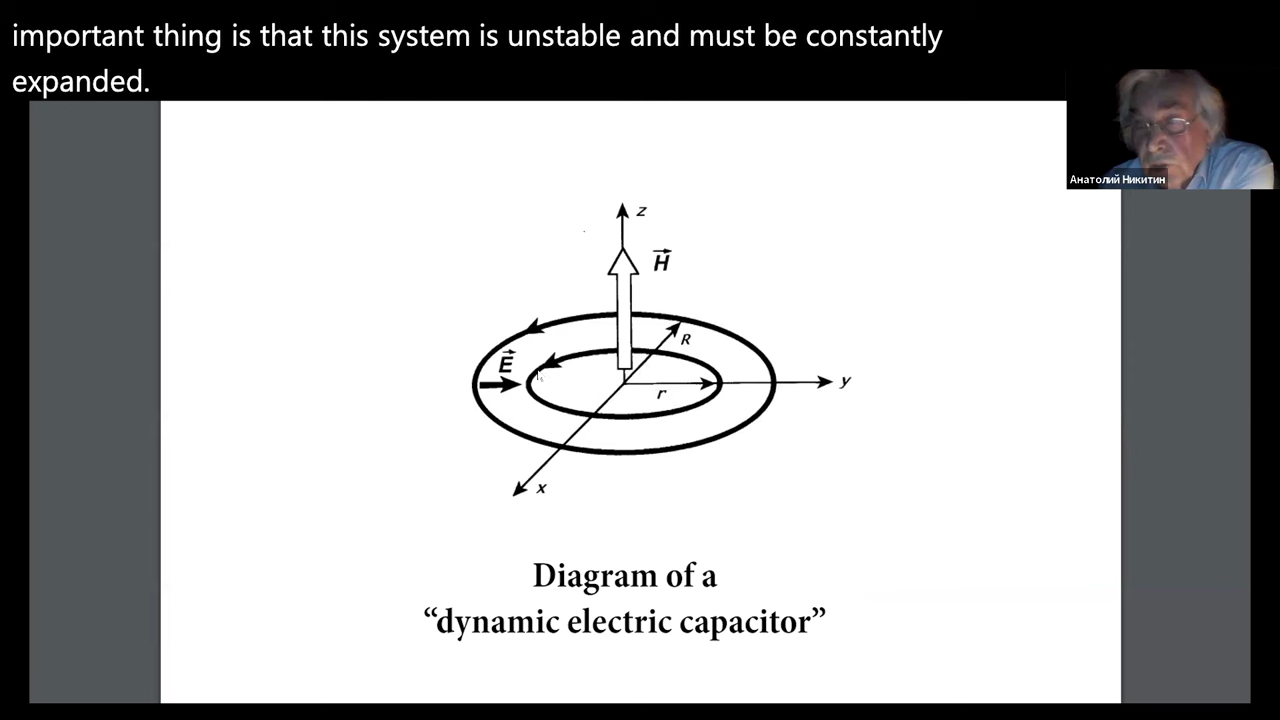 important thing is that this system is unstable and must be constantly
expanded.
Анатолий Никитин
z
H
R
E
y
r
x
Diagram of a
“dynamic electric capacitor”